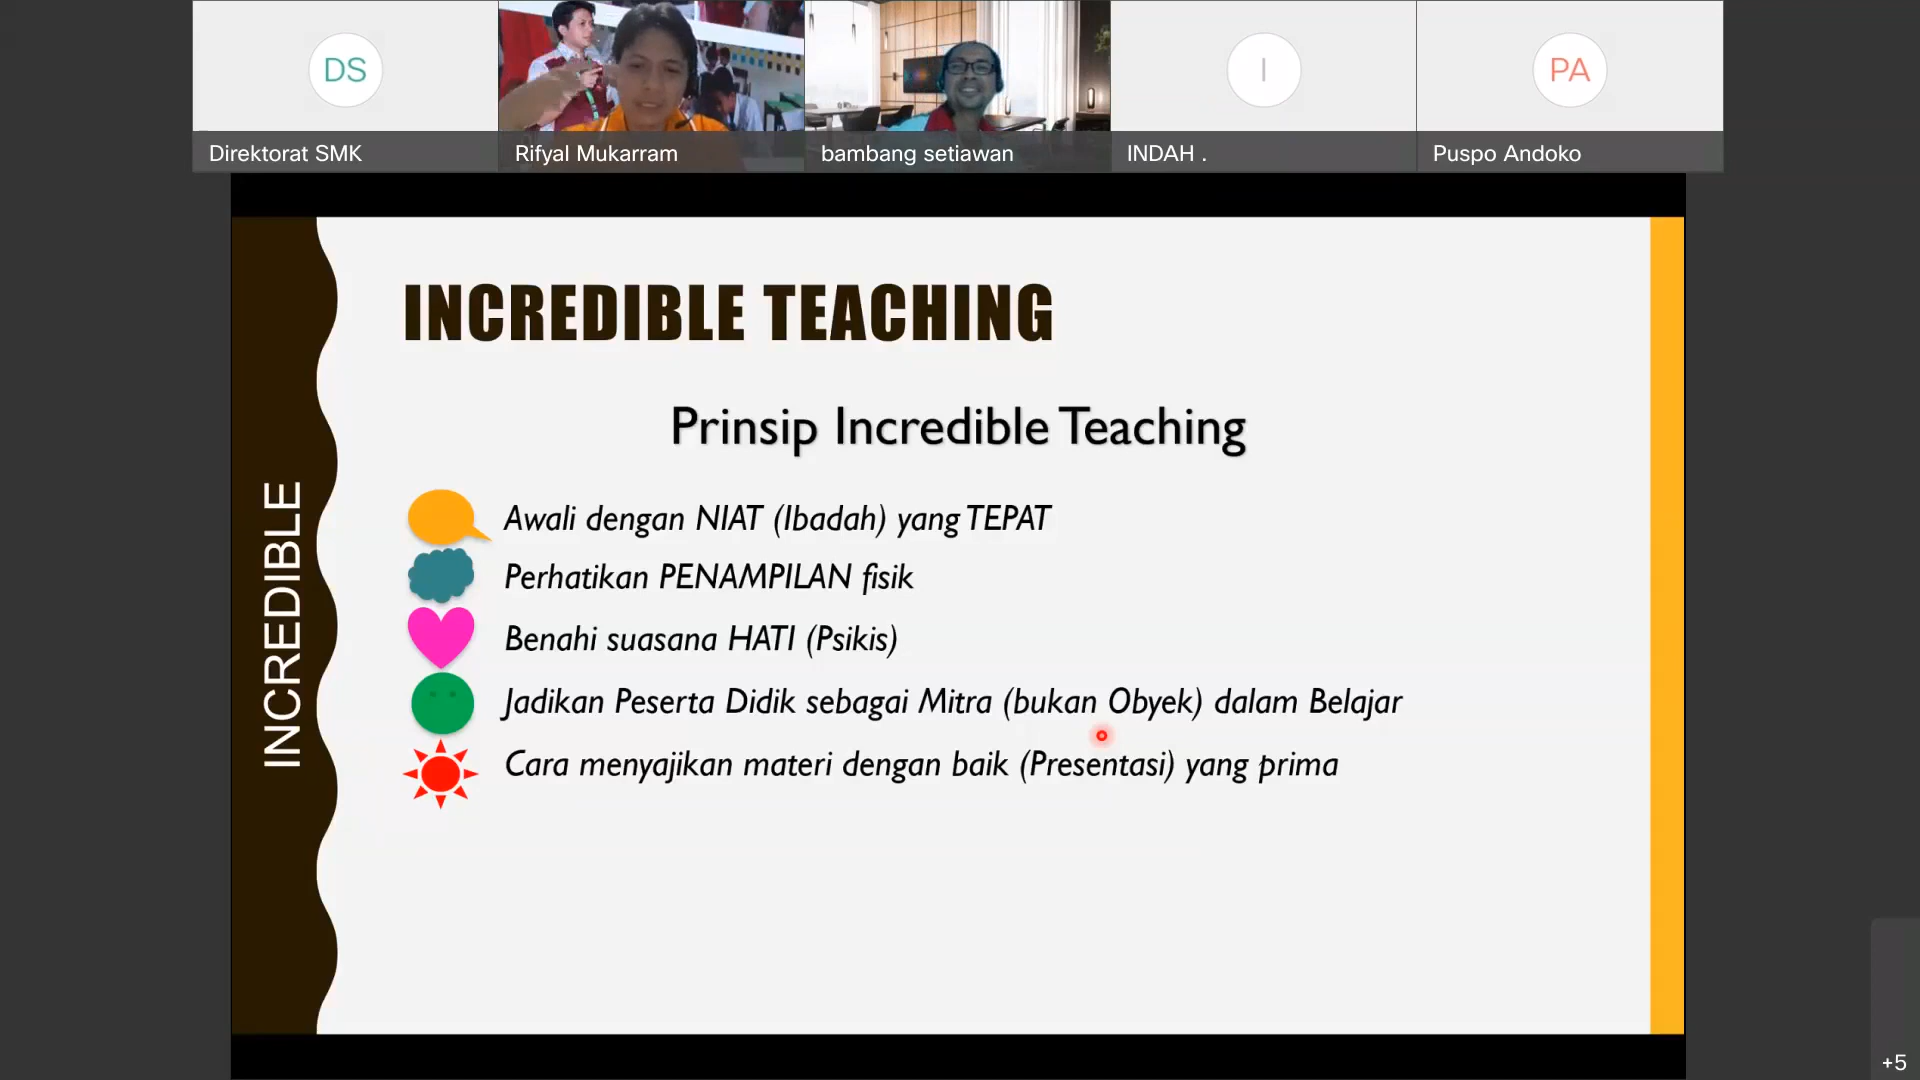 DS
Direktorat SMK
Rifyal Mukarram
bambang setiawan
I
INDAH .
PA
Puspo Andoko
INCREDIBLE
INCREDIBLE TEACHING
Prinsip Incredible Teaching
Awali dengan NIAT (Ibadah) yang TEPAT
Perhatikan PENAMPILAN fisik
Benahi suasana HATI (Psikis)
Jadikan Peserta Didik sebagai Mitra (bukan Obyek) dalam Belajar
Cara menyajikan materi dengan baik (Presentasi) yang prima
+5